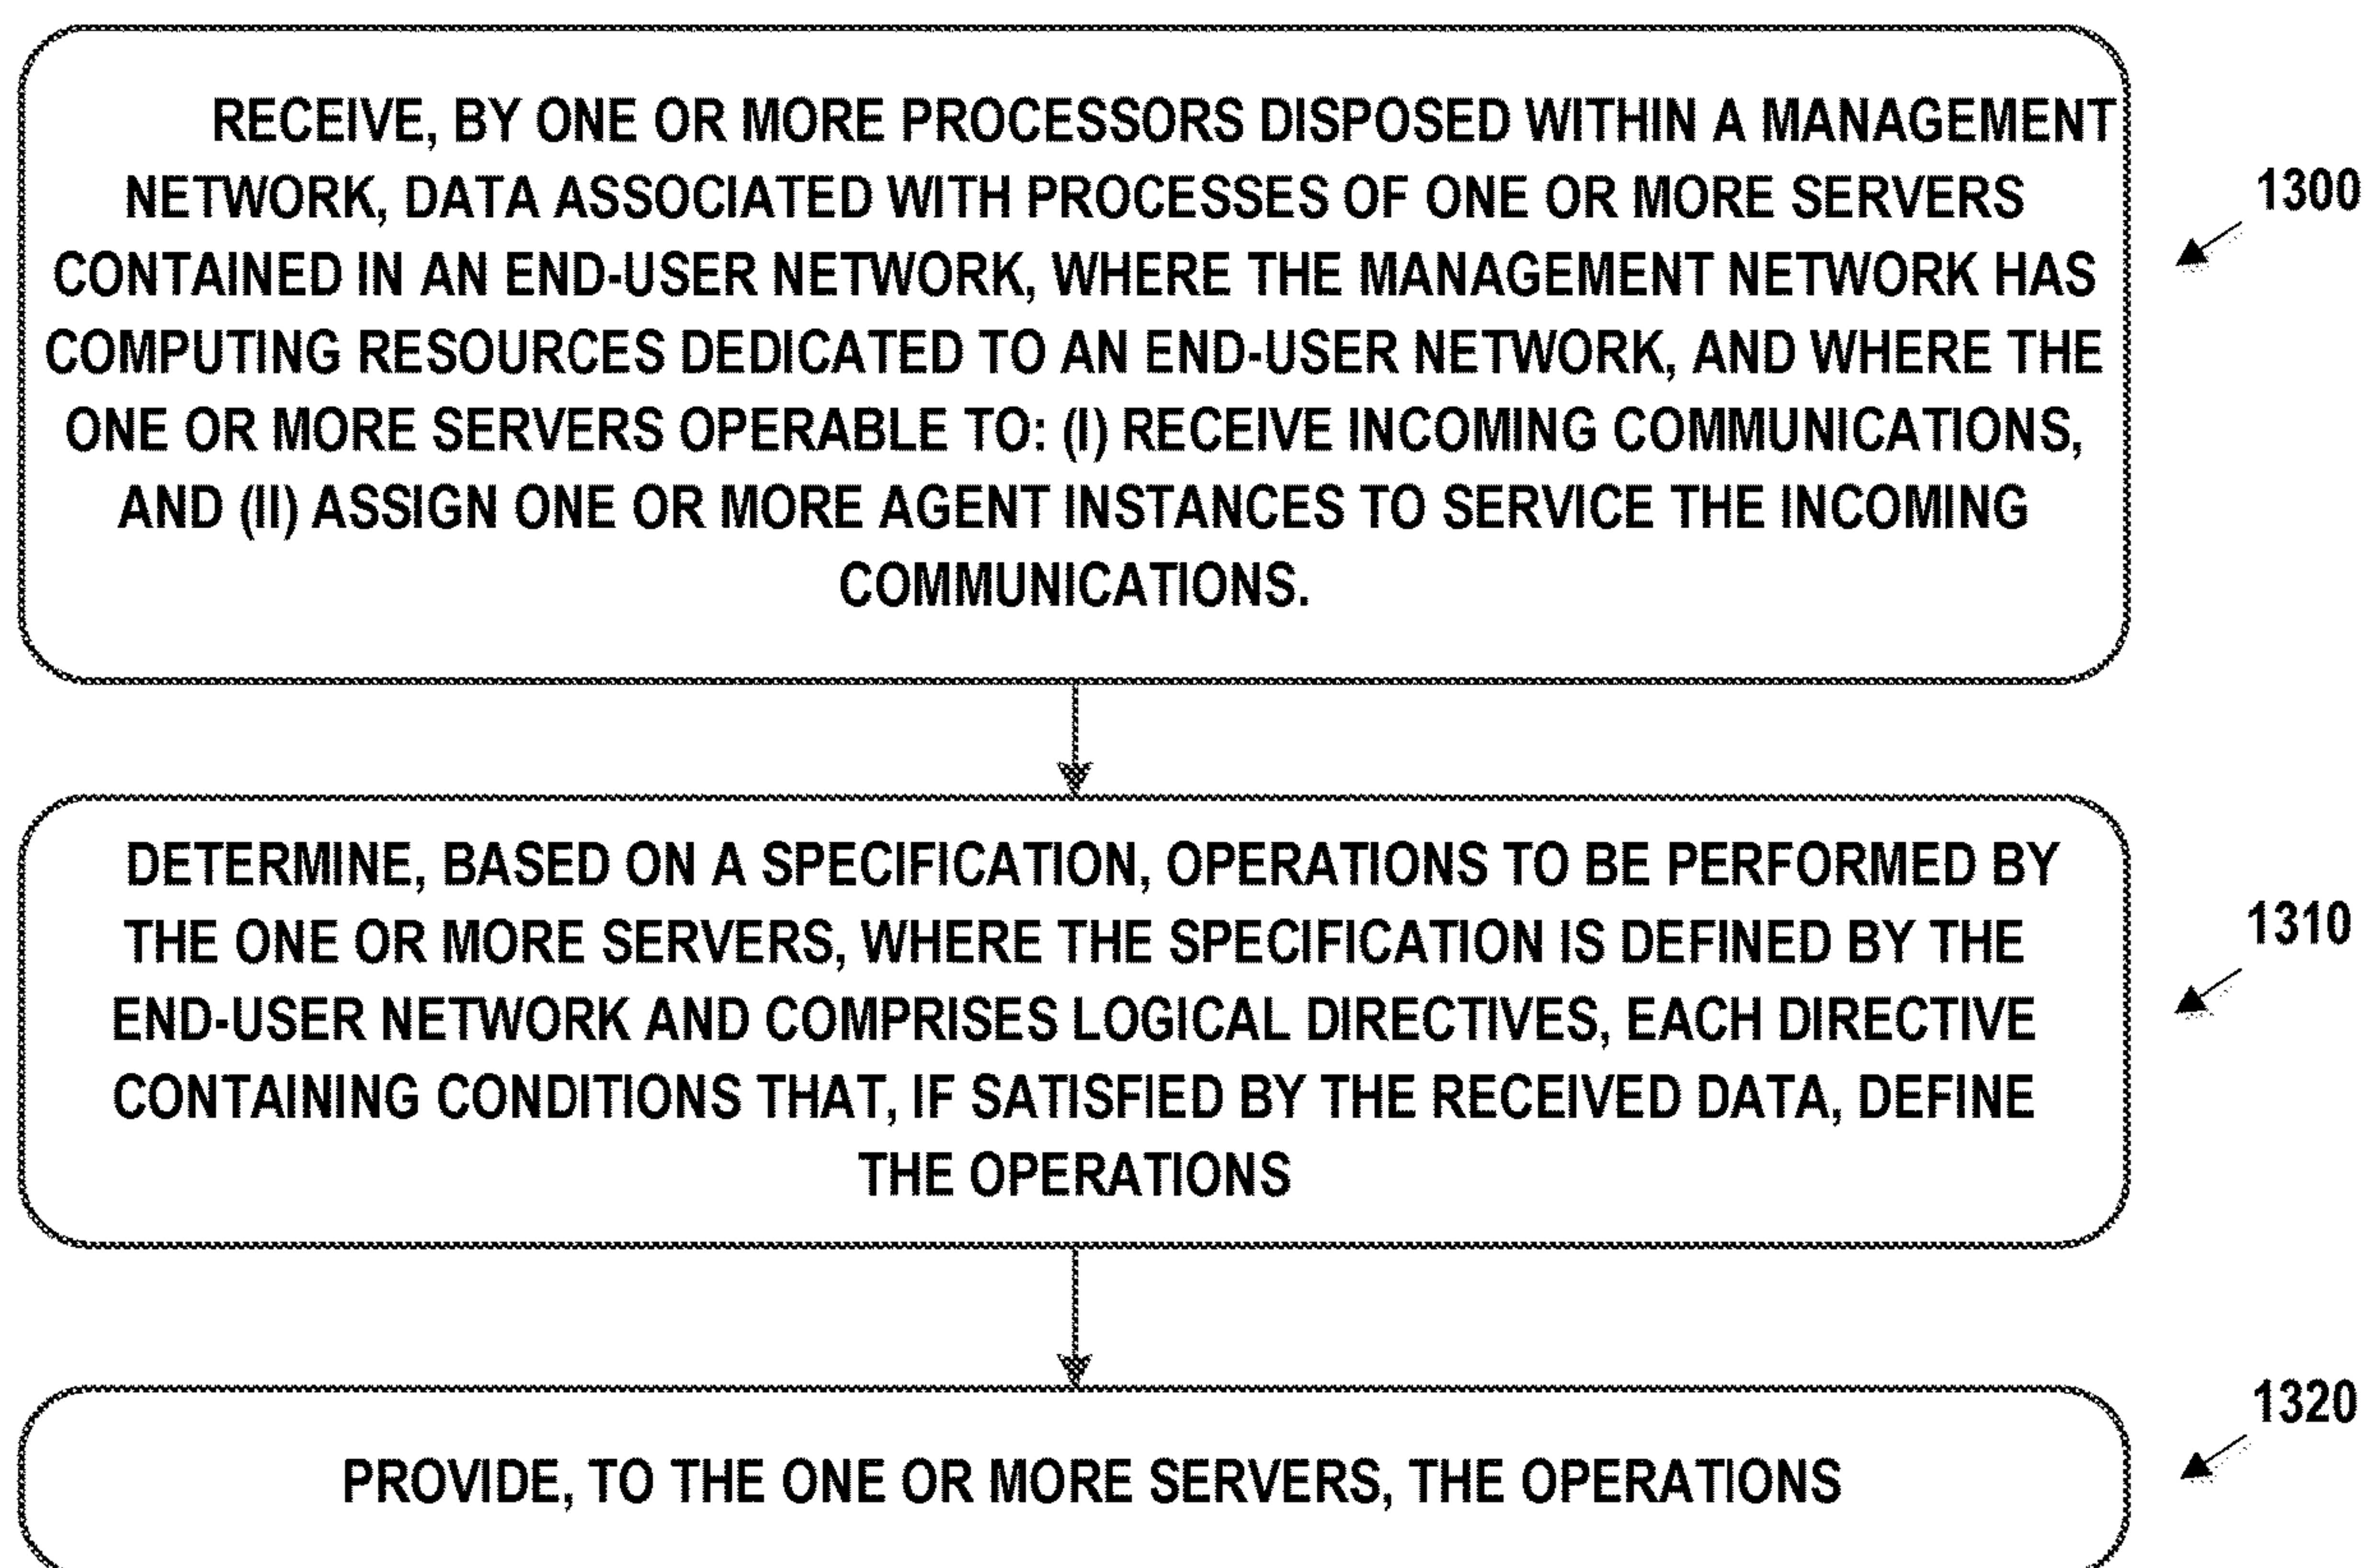 RECEIVE, BY ONE OR MORE PROCESSORS DISPOSED WITHIN A MANAGEMENT
NETWORK, DATA ASSOCIATED WITH PROCESSES OF ONE OR MORE SERVERS
CONTAINED IN AN END-USER NETWORK, WHERE THE MANAGEMENT NETWORK HAS
COMPUTING RESOURCES DEDICATED TO AN END-USER NETWORK, AND WHERE THE
ONE OR MORE SERVERS OPERABLE TO: (I) RECEIVE INCOMING COMMUNICATIONS,
AND (II) ASSIGN ONE OR MORE AGENT INSTANCES TO SERVICE THE INCOMING
COMMUNICATIONS.
1300
DETERMINE, BASED ON A SPECIFICATION, OPERATIONS TO BE PERFORMED BY
THE ONE OR MORE SERVERS, WHERE THE SPECIFICATION IS DEFINED BY THE
END-USER NETWORK AND COMPRISES LOGICAL DIRECTIVES, EACH DIRECTIVE
CONTAINING CONDITIONS THAT, IF SATISFIED BY THE RECEIVED DATA, DEFINE
THE OPERATIONS
1310
PROVIDE, TO THE ONE OR MORE SERVERS, THE OPERATIONS
1320